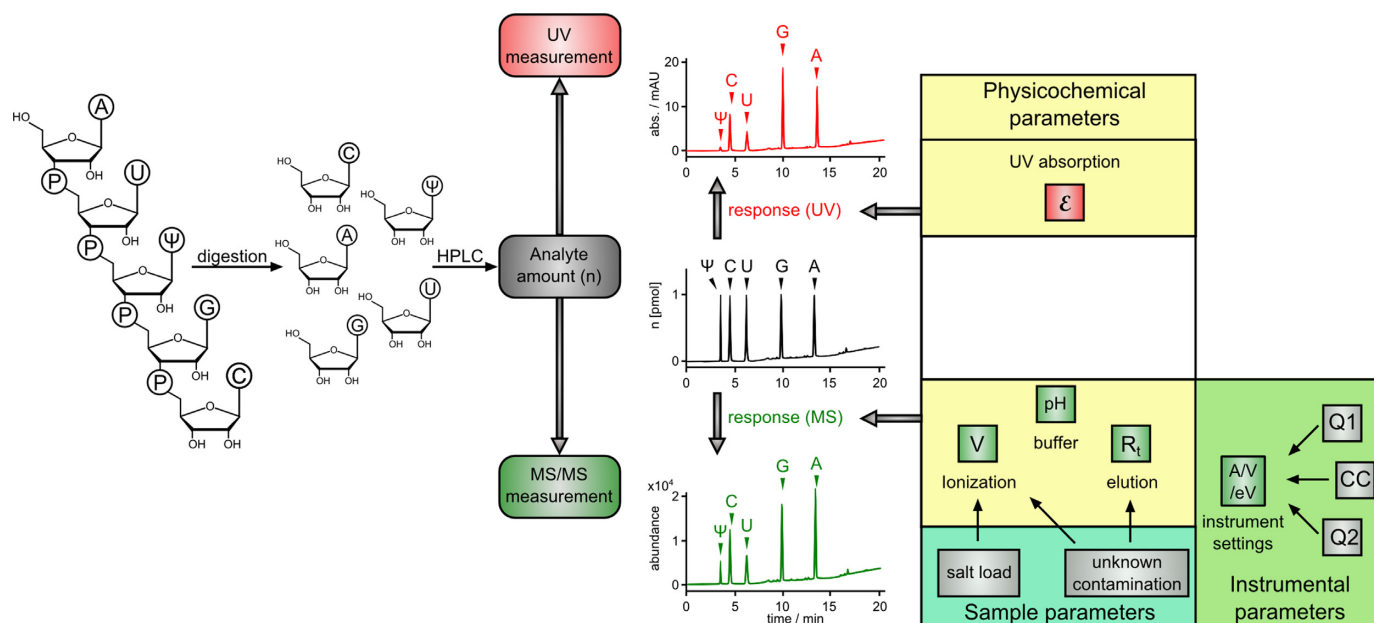 HO
A
O
OH
P
U
O
OH
P
Ψ
O
OH
P
G
O
OH
P
C
O
OH OH
digestion
HO
C
O
OH OH
HO
Ψ
O
OH OH
HO
A
O
OH OH
HO
U
O
OH OH
HO
G
O
OH OH
HPLC
UV
measurement
Analyte
amount (n)
MS/MS
measurement
abs. / mAU
20
10
0
Ψ C U G A
0 5 10 15 20
response (UV)
n [pmol]
1
0
Ψ C U G A
0 5 10 15 20
response (MS)
x10⁴
abundance
2
1
0
Ψ C U G A
0 5 10 15 20
time / min
Physicochemical
parameters
UV absorption
ε
pH
buffer
V
Ionization
Rt
elution
salt load
unknown
contamination
Sample parameters
Q1
A/V
/eV
CC
instrument
settings
Q2
Instrumental
parameters